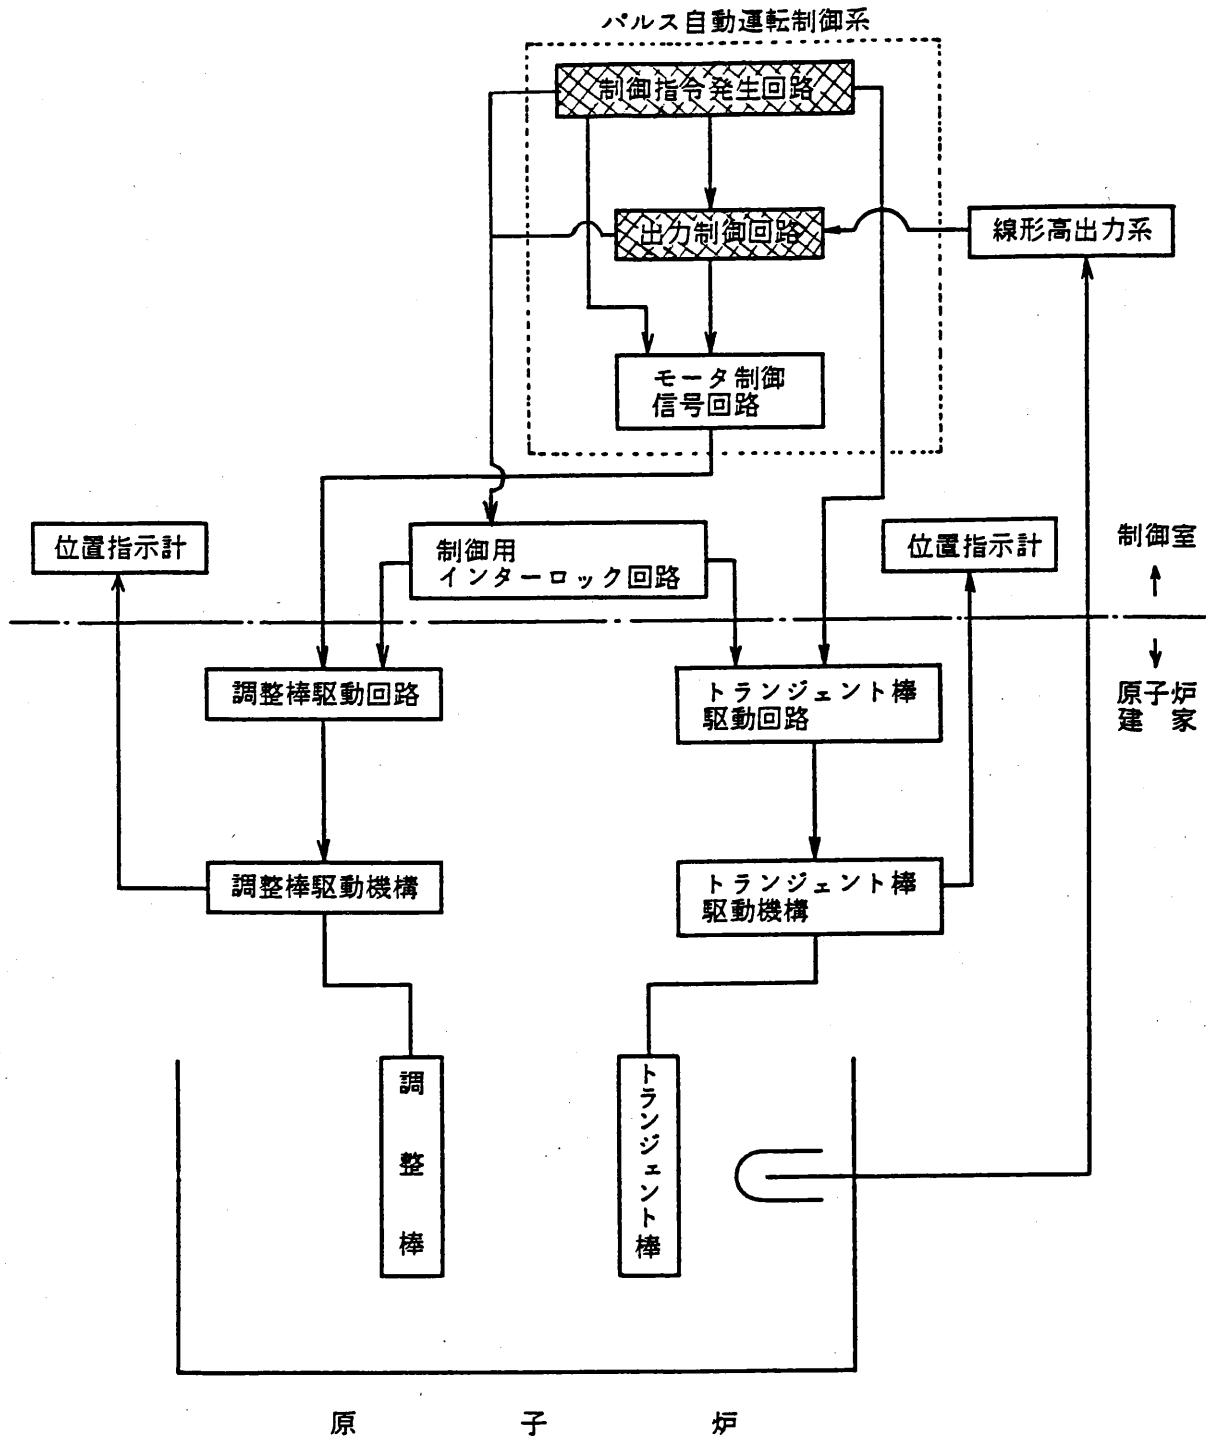 パルス自動運転制御系
制御指令発生回路
出力制御回路
線形高出力系
モータ制御
信号回路
位置指示計
制御用
インターロック回路
位置指示計
制御室
原子炉
建家
調整棒駆動回路
トランジェント棒
駆動回路
調整棒駆動機構
トランジェント棒
駆動機構
調整棒
トランジェント棒
原子炉